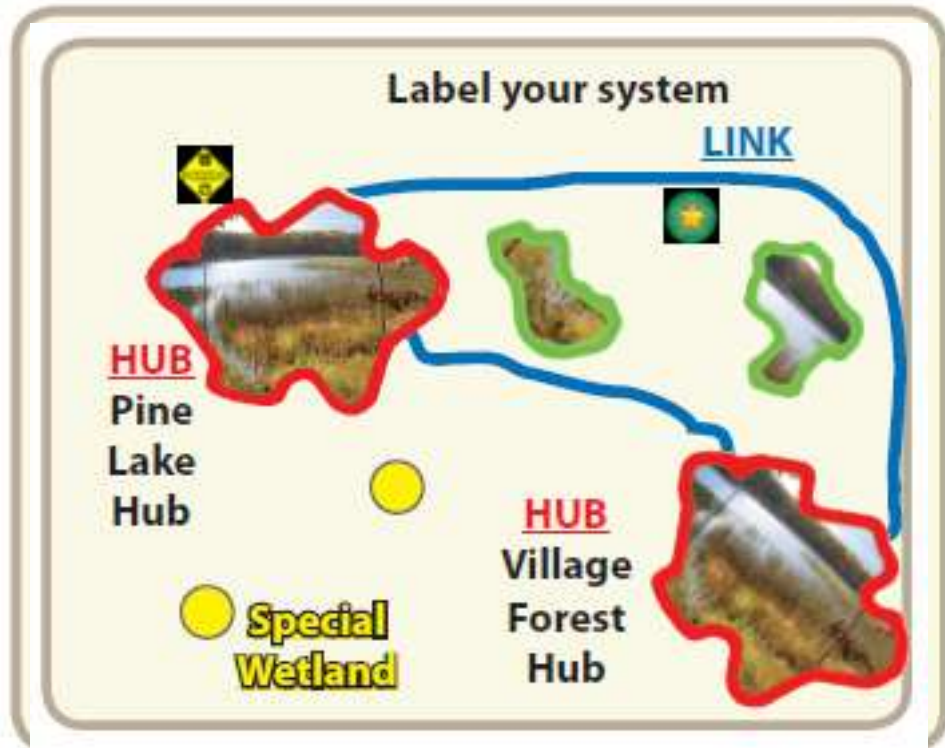 Label your system
LINK
HUB
Pine
Lake
Hub
HUB
Village
Forest
Hub
Special
Wetland